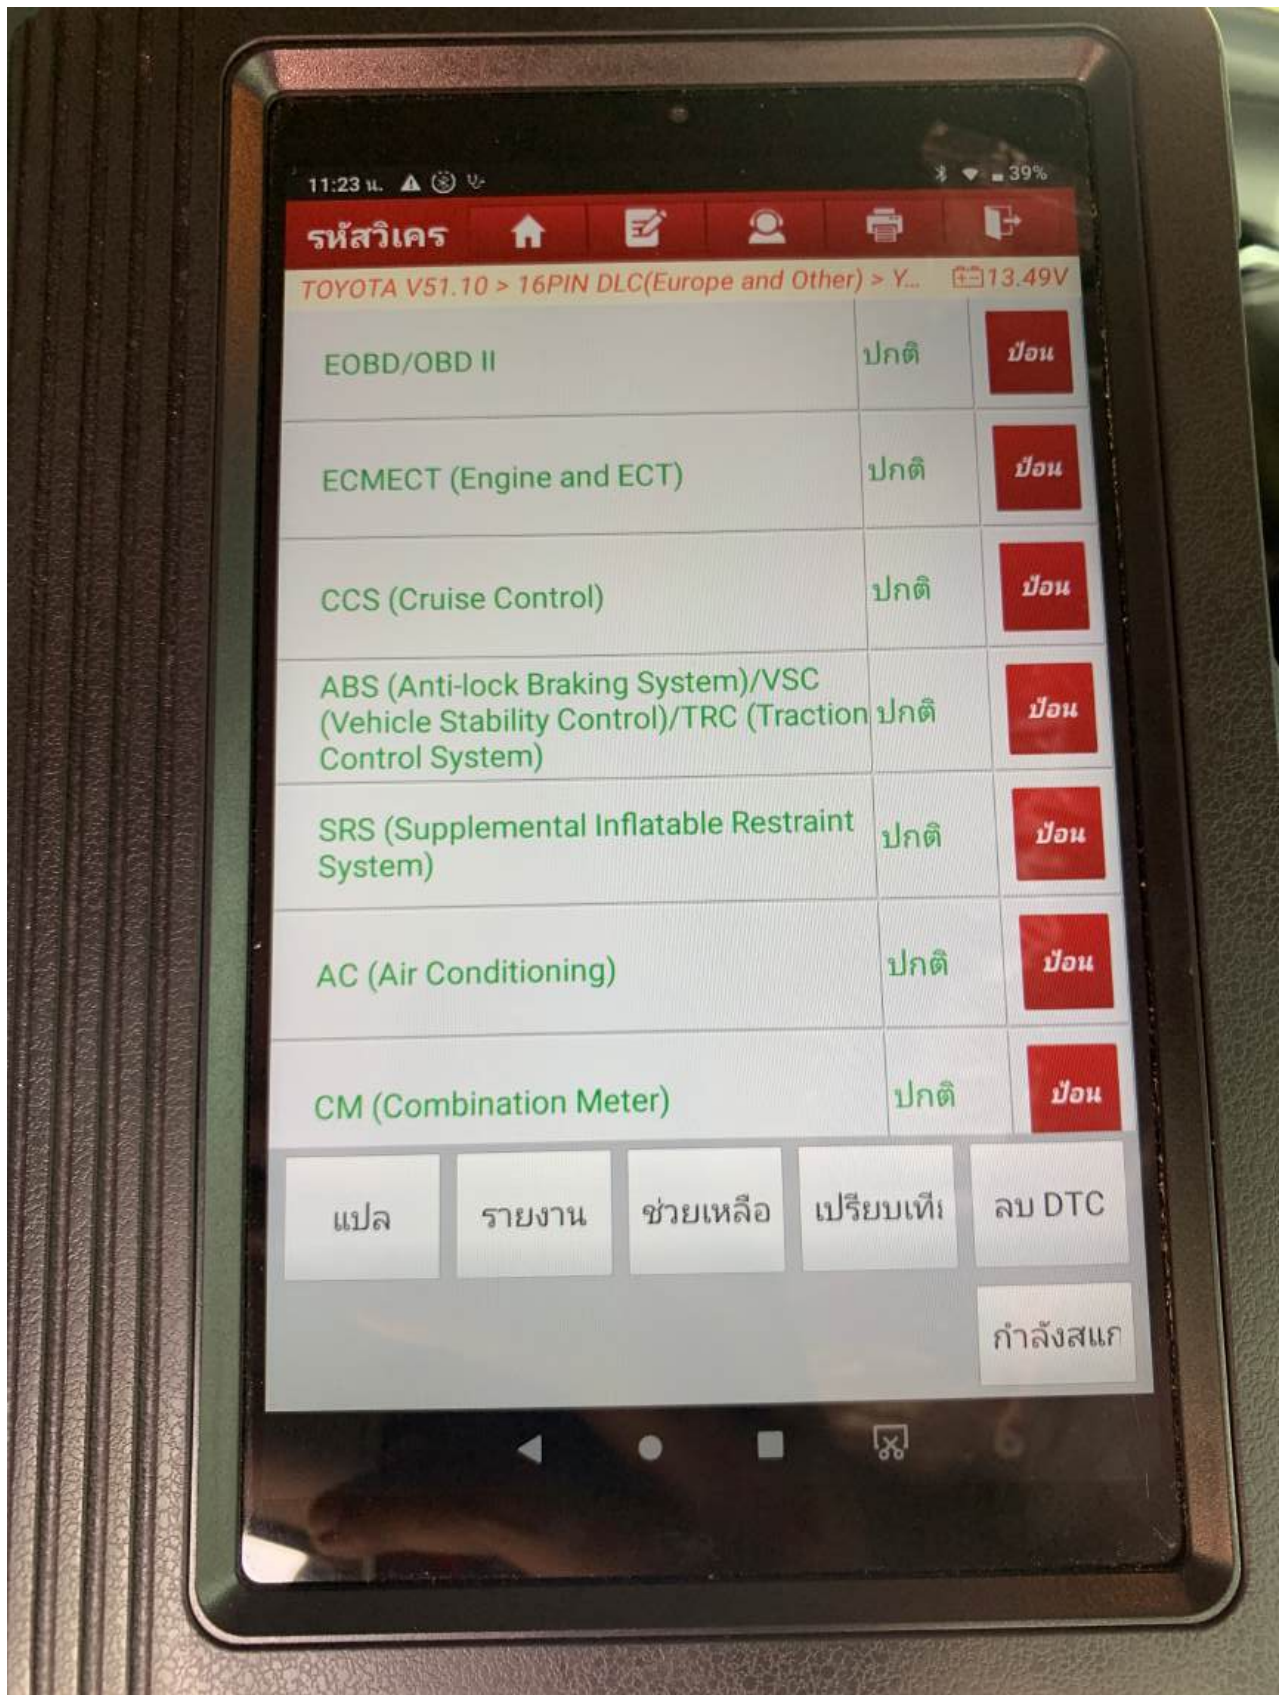 11:23 น. 39%
รหัสวิเคร
TOYOTA V51.10 > 16PIN DLC(Europe and Other) > Y... 13.49V
EOBD/OBD II ปกติ ป้อน
ECMECT (Engine and ECT) ปกติ ป้อน
CCS (Cruise Control) ปกติ ป้อน
ABS (Anti-lock Braking System)/VSC
(Vehicle Stability Control)/TRC (Traction ปกติ ป้อน
Control System)
SRS (Supplemental Inflatable Restraint
System) ปกติ ป้อน
AC (Air Conditioning) ปกติ ป้อน
CM (Combination Meter) ปกติ ป้อน
แปล รายงาน ช่วยเหลือ เปรียบเที ลบ DTC
กำลังสแก